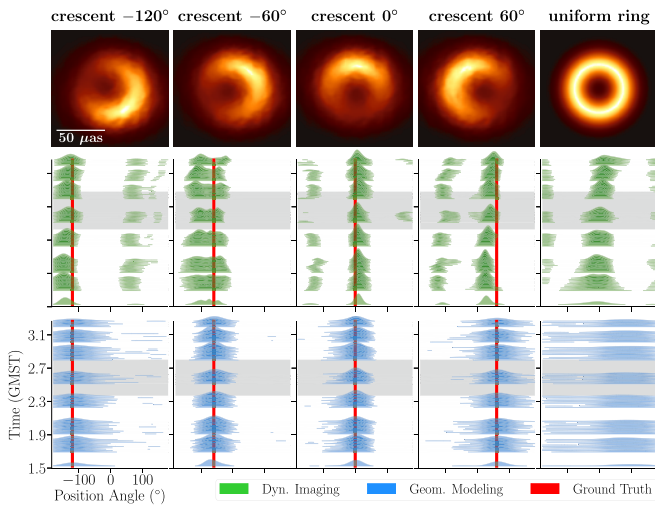 crescent −120° crescent −60° crescent 0° crescent 60° uniform ring
50 μas
3.1
2.7
2.3
1.9
1.5
Time (GMST)
−100 0 100
Position Angle (°)
Dyn. Imaging Geom. Modeling Ground Truth